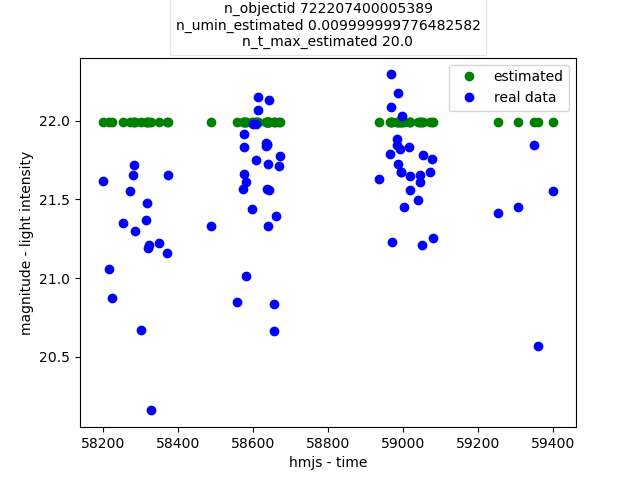 n_objectid 722207400005389
n_umin_estimated 0.009999999776482582
n_t_max_estimated 20.0
estimated
real data
magnitude - light intensity
22.0
21.5
21.0
20.5
58200 58400 58600 58800 59000 59200 59400
hmjs - time